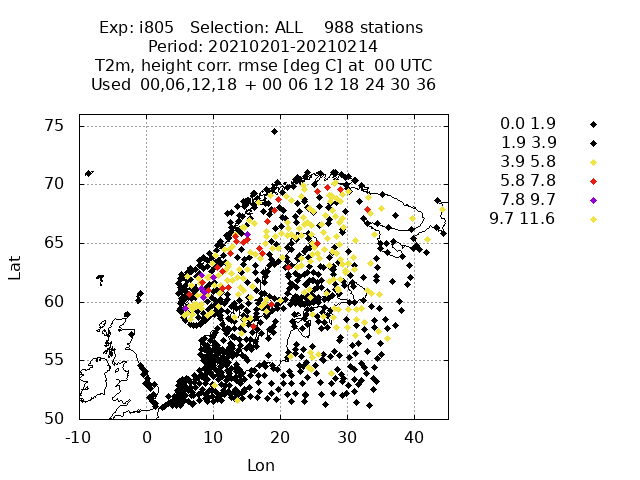 Exp: i805 Selection: ALL 988 stations
Period: 20210201-20210214
T2m, height corr. rmse [deg C] at 00 UTC
Used 00,06,12,18 + 00 06 12 18 24 30 36
0.0 1.9
1.9 3.9
3.9 5.8
5.8 7.8
7.8 9.7
9.7 11.6
75
70
65
60
55
50
Lat
-10 0 10 20 30 40
Lon